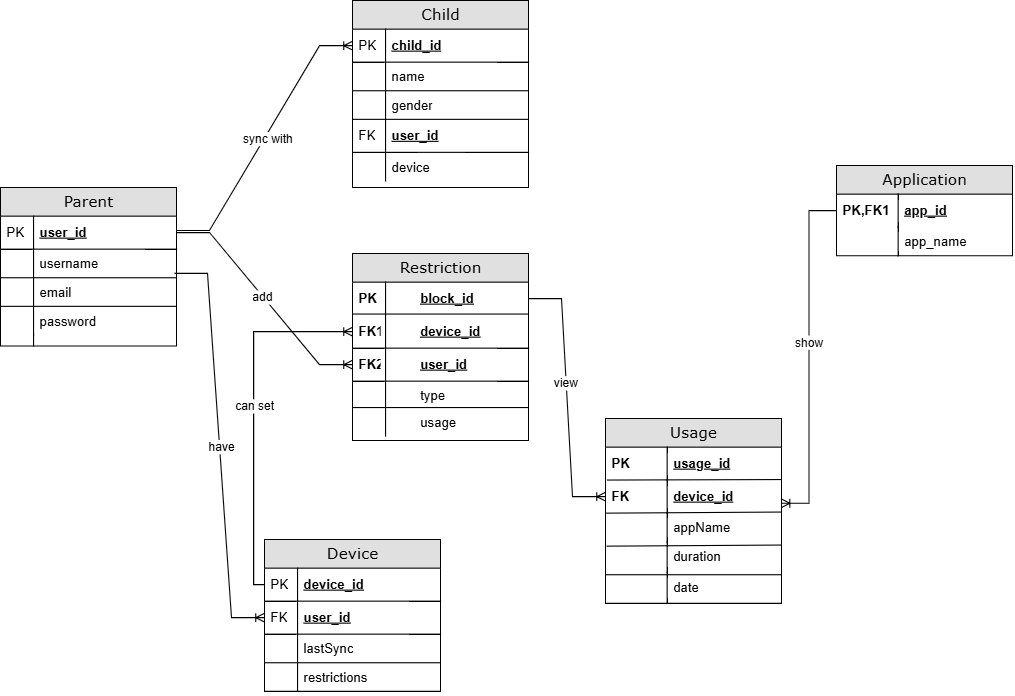 Child
PK child_id
name
gender
FK user_id
device
sync with
Parent
PK user_id
username
email
password
add
have
Restriction
PK block_id
FK1 device_id
FK2 user_id
type
usage
can set
view
Device
PK device_id
FK user_id
lastSync
restrictions
Usage
PK usage_id
FK device_id
appName
duration
date
show
Application
PK,FK1 app_id
app_name